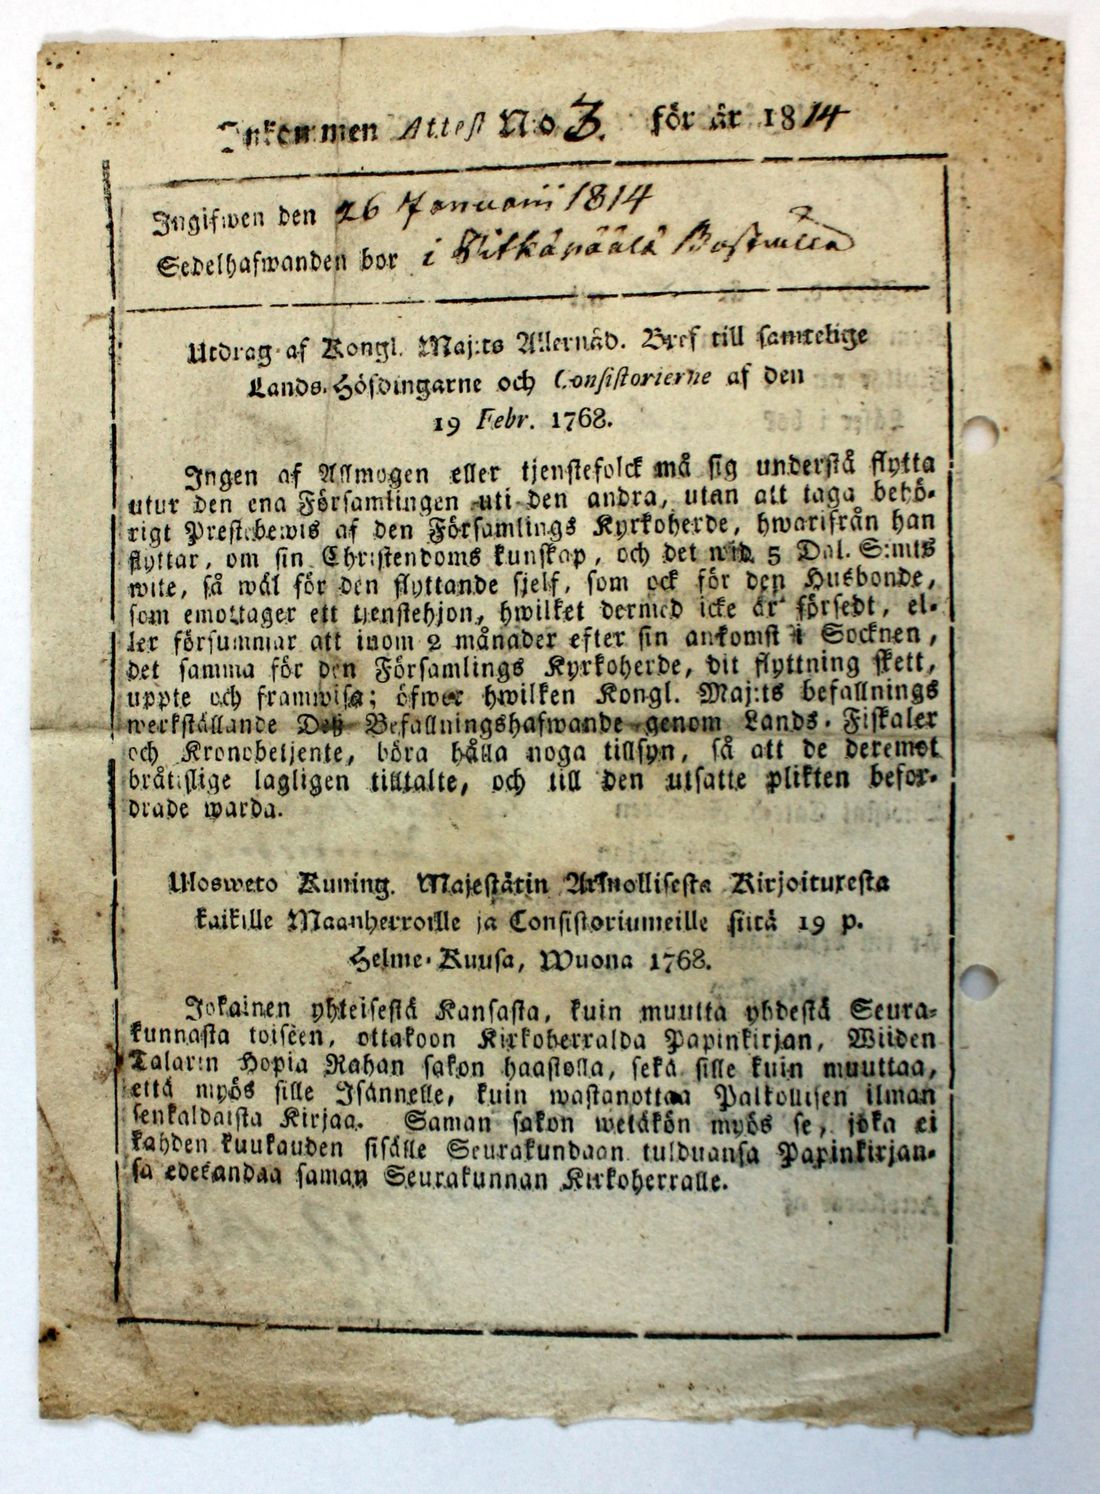 Inkommen Attest No 3. för år 1814
Ingifwen den 26 Januarii 1814
Sedelhafwanden bor i Pitkäpäälä
Utdrag af Kongl. Maj:ts Allernåd. Bref till samtelige
Lands-Höfdingarne och Consistorierne af den
19 Febr. 1768.
Ingen af Allmogen eller tjenstefolck må sig understå flytta
utur den ena Församlingen uti den andra, utan att taga behö-
rigt Prestebewis af den Församlings Kyrkoherde, hwarifrån han
flyttar, om sin Christendoms kunskap, och det wid 5 Dal. S:mts
wite, så wäl för den flyttande sjelf, som ock för den Husbonde,
som emottager ett tjenstehjon, hwilket dermed icke är försedt, el-
ler försummar att inom 2 månader efter sin ankomst i Socknen,
det samma för den Församlings Kyrkoherde, dit flyttning skett,
uppte och framwisa; öfwer hwilken Kongl. Maj:ts befallnings
werkställande Deß Befallningshafwande genom Lands-Fiskaler
och Kronobetjente, böra hålla noga tillsyn, så att de deremot
bråtslige lagligen tilltalte, och till den utsatte plikten befor-
drade warda.
Ulosweto Kuning. Majestätin Armollisesta Kirjoituxesta
kaikille Maanherroille ja Consistoriumeille siitä 19 p.
Helme-Kuusa, Wuona 1768.
Jokainen yhteisestä Kansasta, kuin muutta yhdestä Seura-
kunnasta toiseen, ottakoon Kirkoherralda Papinkirjan, Wiiden
Talarin Hopia Rahan sakon haastolla, sekä sille kuin muuttaa,
että myös sille Isännelle, kuin wastanottaa Palkollisen ilman
senkaldaista Kirjaa. Saman sakon wetäkön myös se, joka ei
kahden kuukauden sisälle Seurakundaan tulduansa Papinkirjan-
sa edesandaa saman Seurakunnan Kirkoherralle.